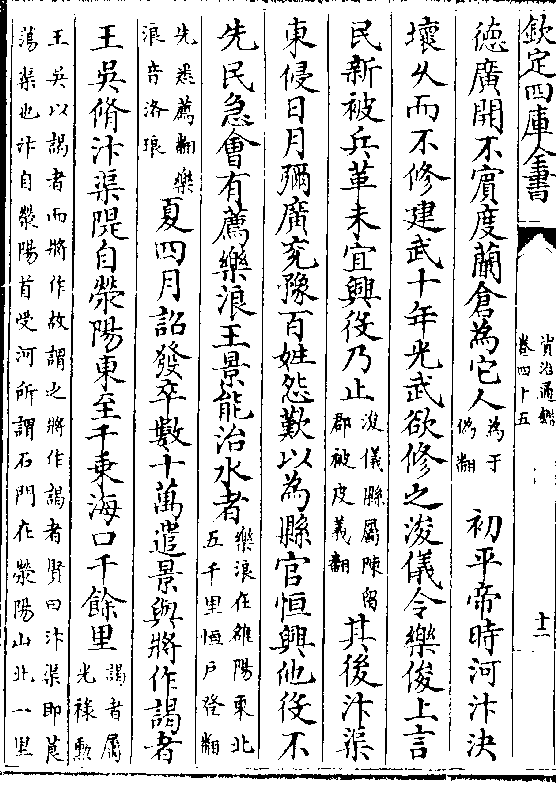 欽定四庫全書
資治通鑑
卷四十五
十二
德廣開不賓度蘭倉為它人為于偽翻　初平帝時河汴決
壞乆而不修建武十年光武欲修之浚儀令樂俊上言
民新被兵革未宜興役乃止浚儀縣屬陳留郡被皮義翻其後汴渠
東侵日月彌廣兖豫百姓怨歎以為縣官恒興他役不
先民急會有薦樂浪王景能治水者樂浪在雒陽東北五千里恒戶登翻
先悉薦翻樂浪音洛琅夏四月詔發卒數十萬遣景與將作謁者
王吳脩汴渠隄自滎陽東至千乘海口千餘里謁者屬光祿勲
王吳以謁者而將作故謂之將作謁者賢曰汴渠即莨
蕩渠也汴自滎陽首受河所謂石門在滎陽山北一里